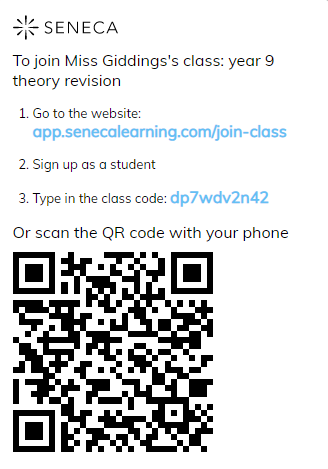 SENECA
To join Miss Giddings's class: year 9
theory revision
1. Go to the website:
app.senecalearning.com/join-class
2. Sign up as a student
3. Type in the class code: dp7wdv2n42
Or scan the QR code with your phone